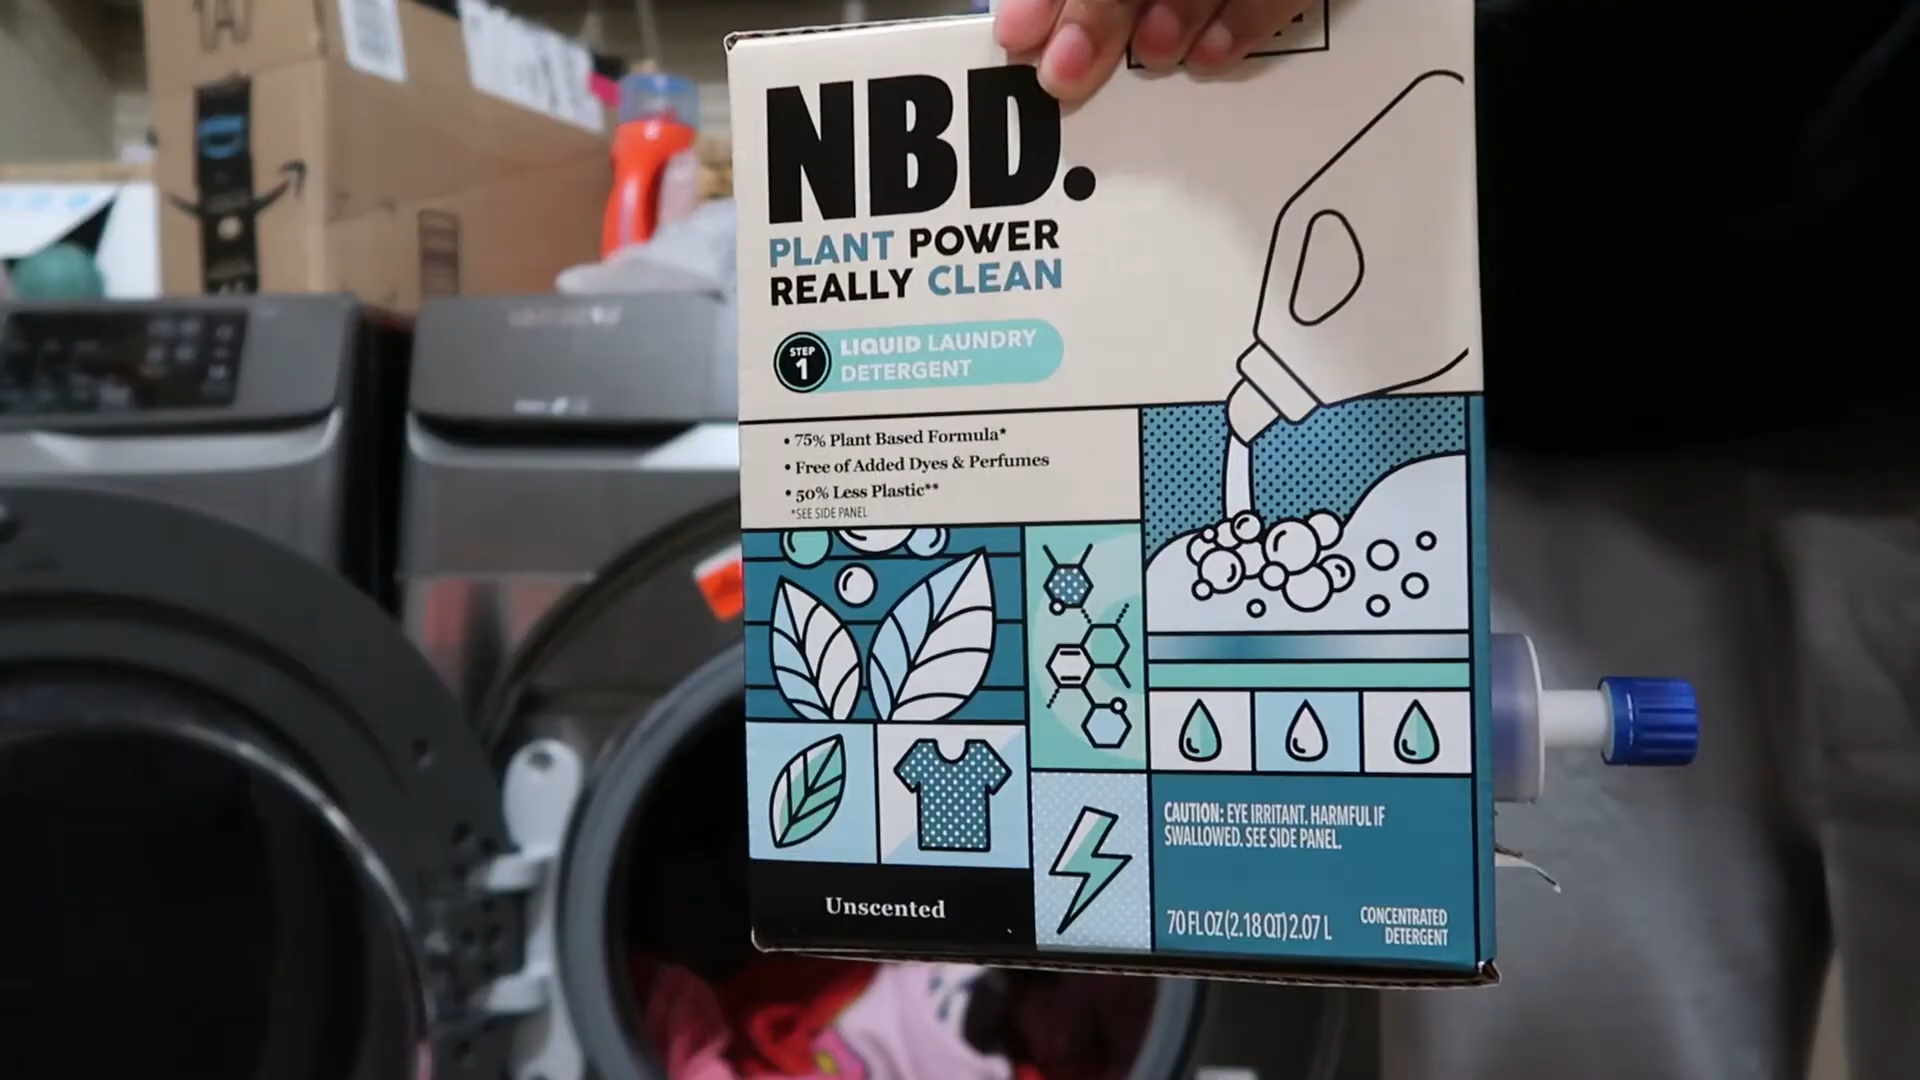 NBD.
PLANT POWER
REALLY CLEAN
STEP
1
LIQUID LAUNDRY
DETERGENT
• 75% Plant Based Formula*
• Free of Added Dyes & Perfumes
• 50% Less Plastic**
*SEE SIDE PANEL
CAUTION: EYE IRRITANT. HARMFUL IF
SWALLOWED. SEE SIDE PANEL.
Unscented
70 FL OZ (2.18 QT) 2.07 L
CONCENTRATED
DETERGENT